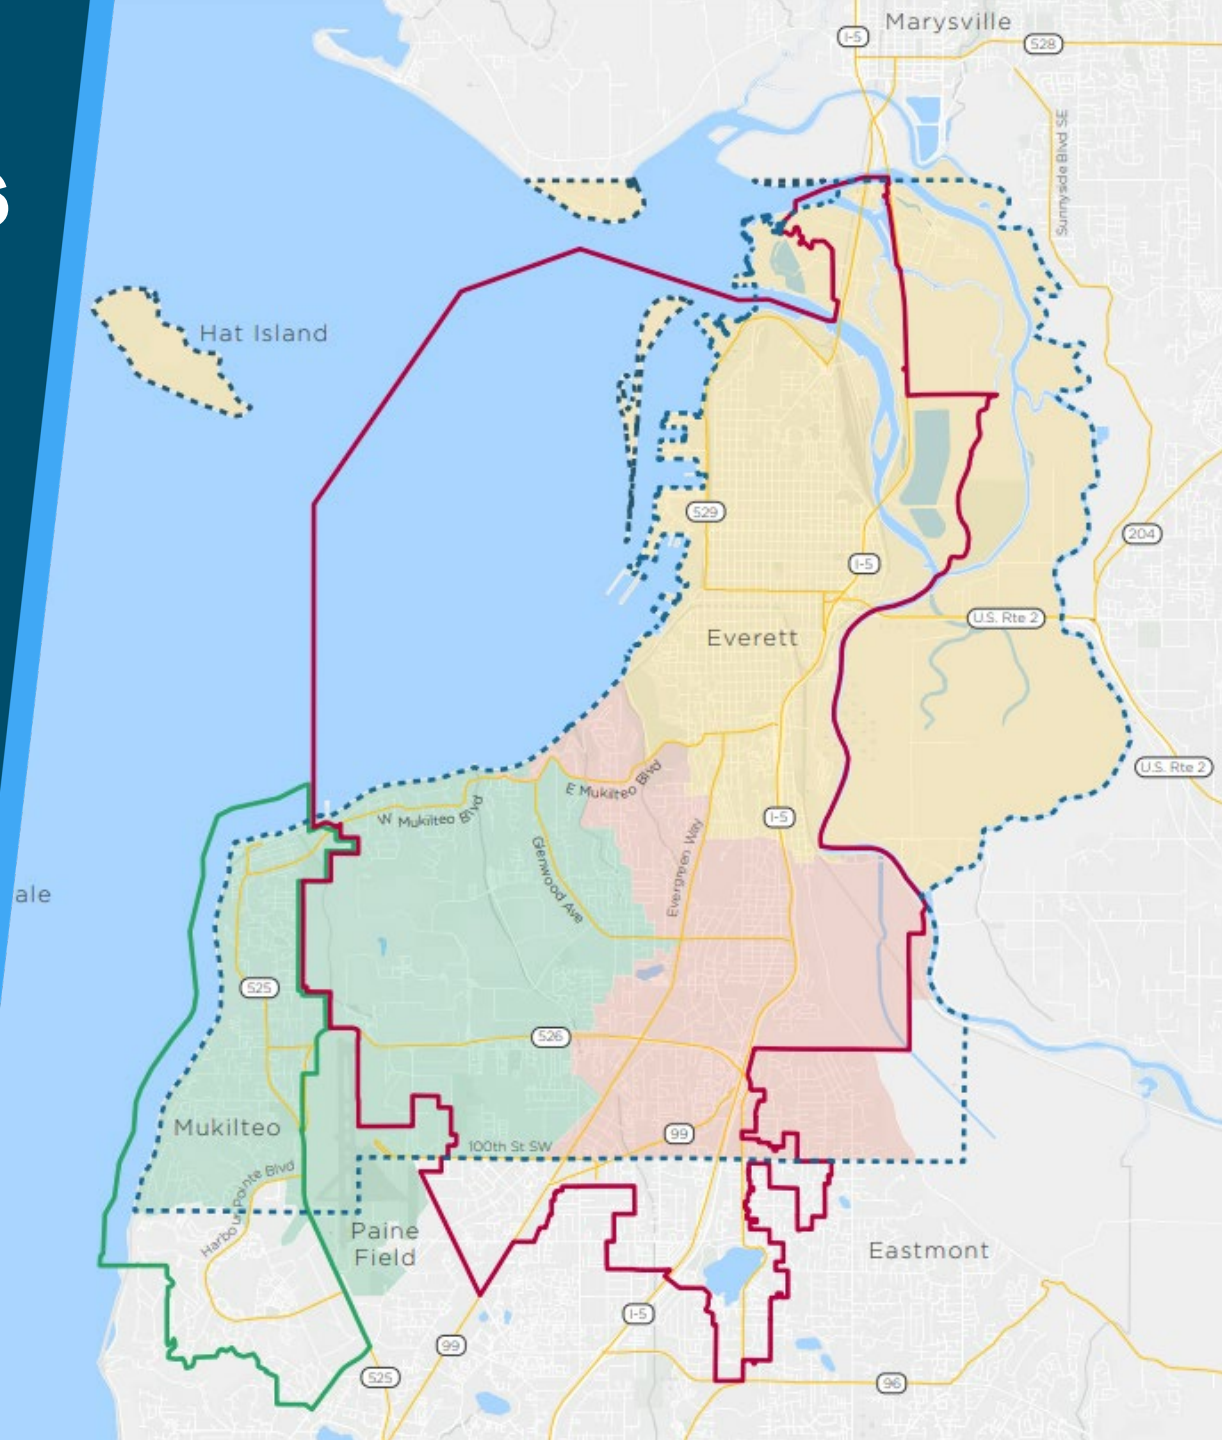 Marysville
I-5
528
Sunnyside Blvd SE
s
Hat Island
529
204
I-5
U.S. Rte 2
Everett
U.S. Rte 2
E Mukilteo Blvd
W Mukilteo Blvd
I-5
Glenwood Ave
Evergreen Way
ale
525
526
Mukilteo
99
100th St SW
Harbour Pointe Blvd
Paine
Field
Eastmont
I-5
99
525
96